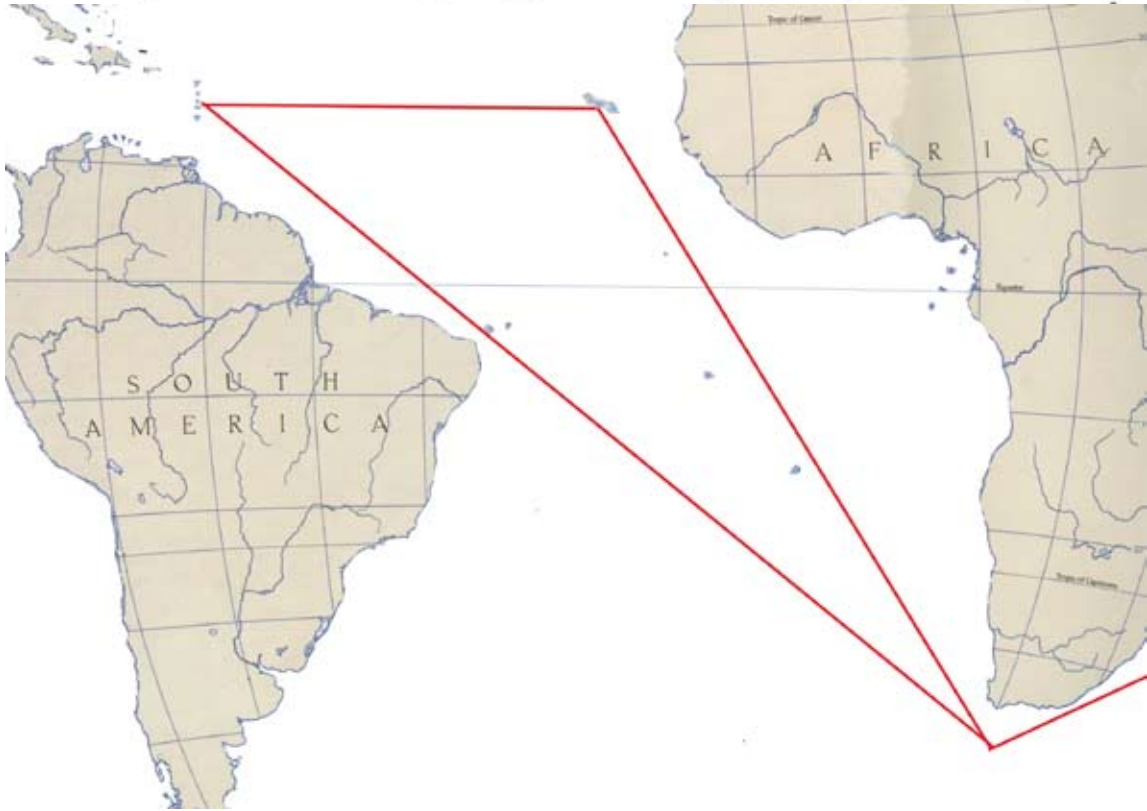 Tropic of Cancer
A F R I C A
Equator
S O U T H
A M E R I C A
Tropic of Capricorn